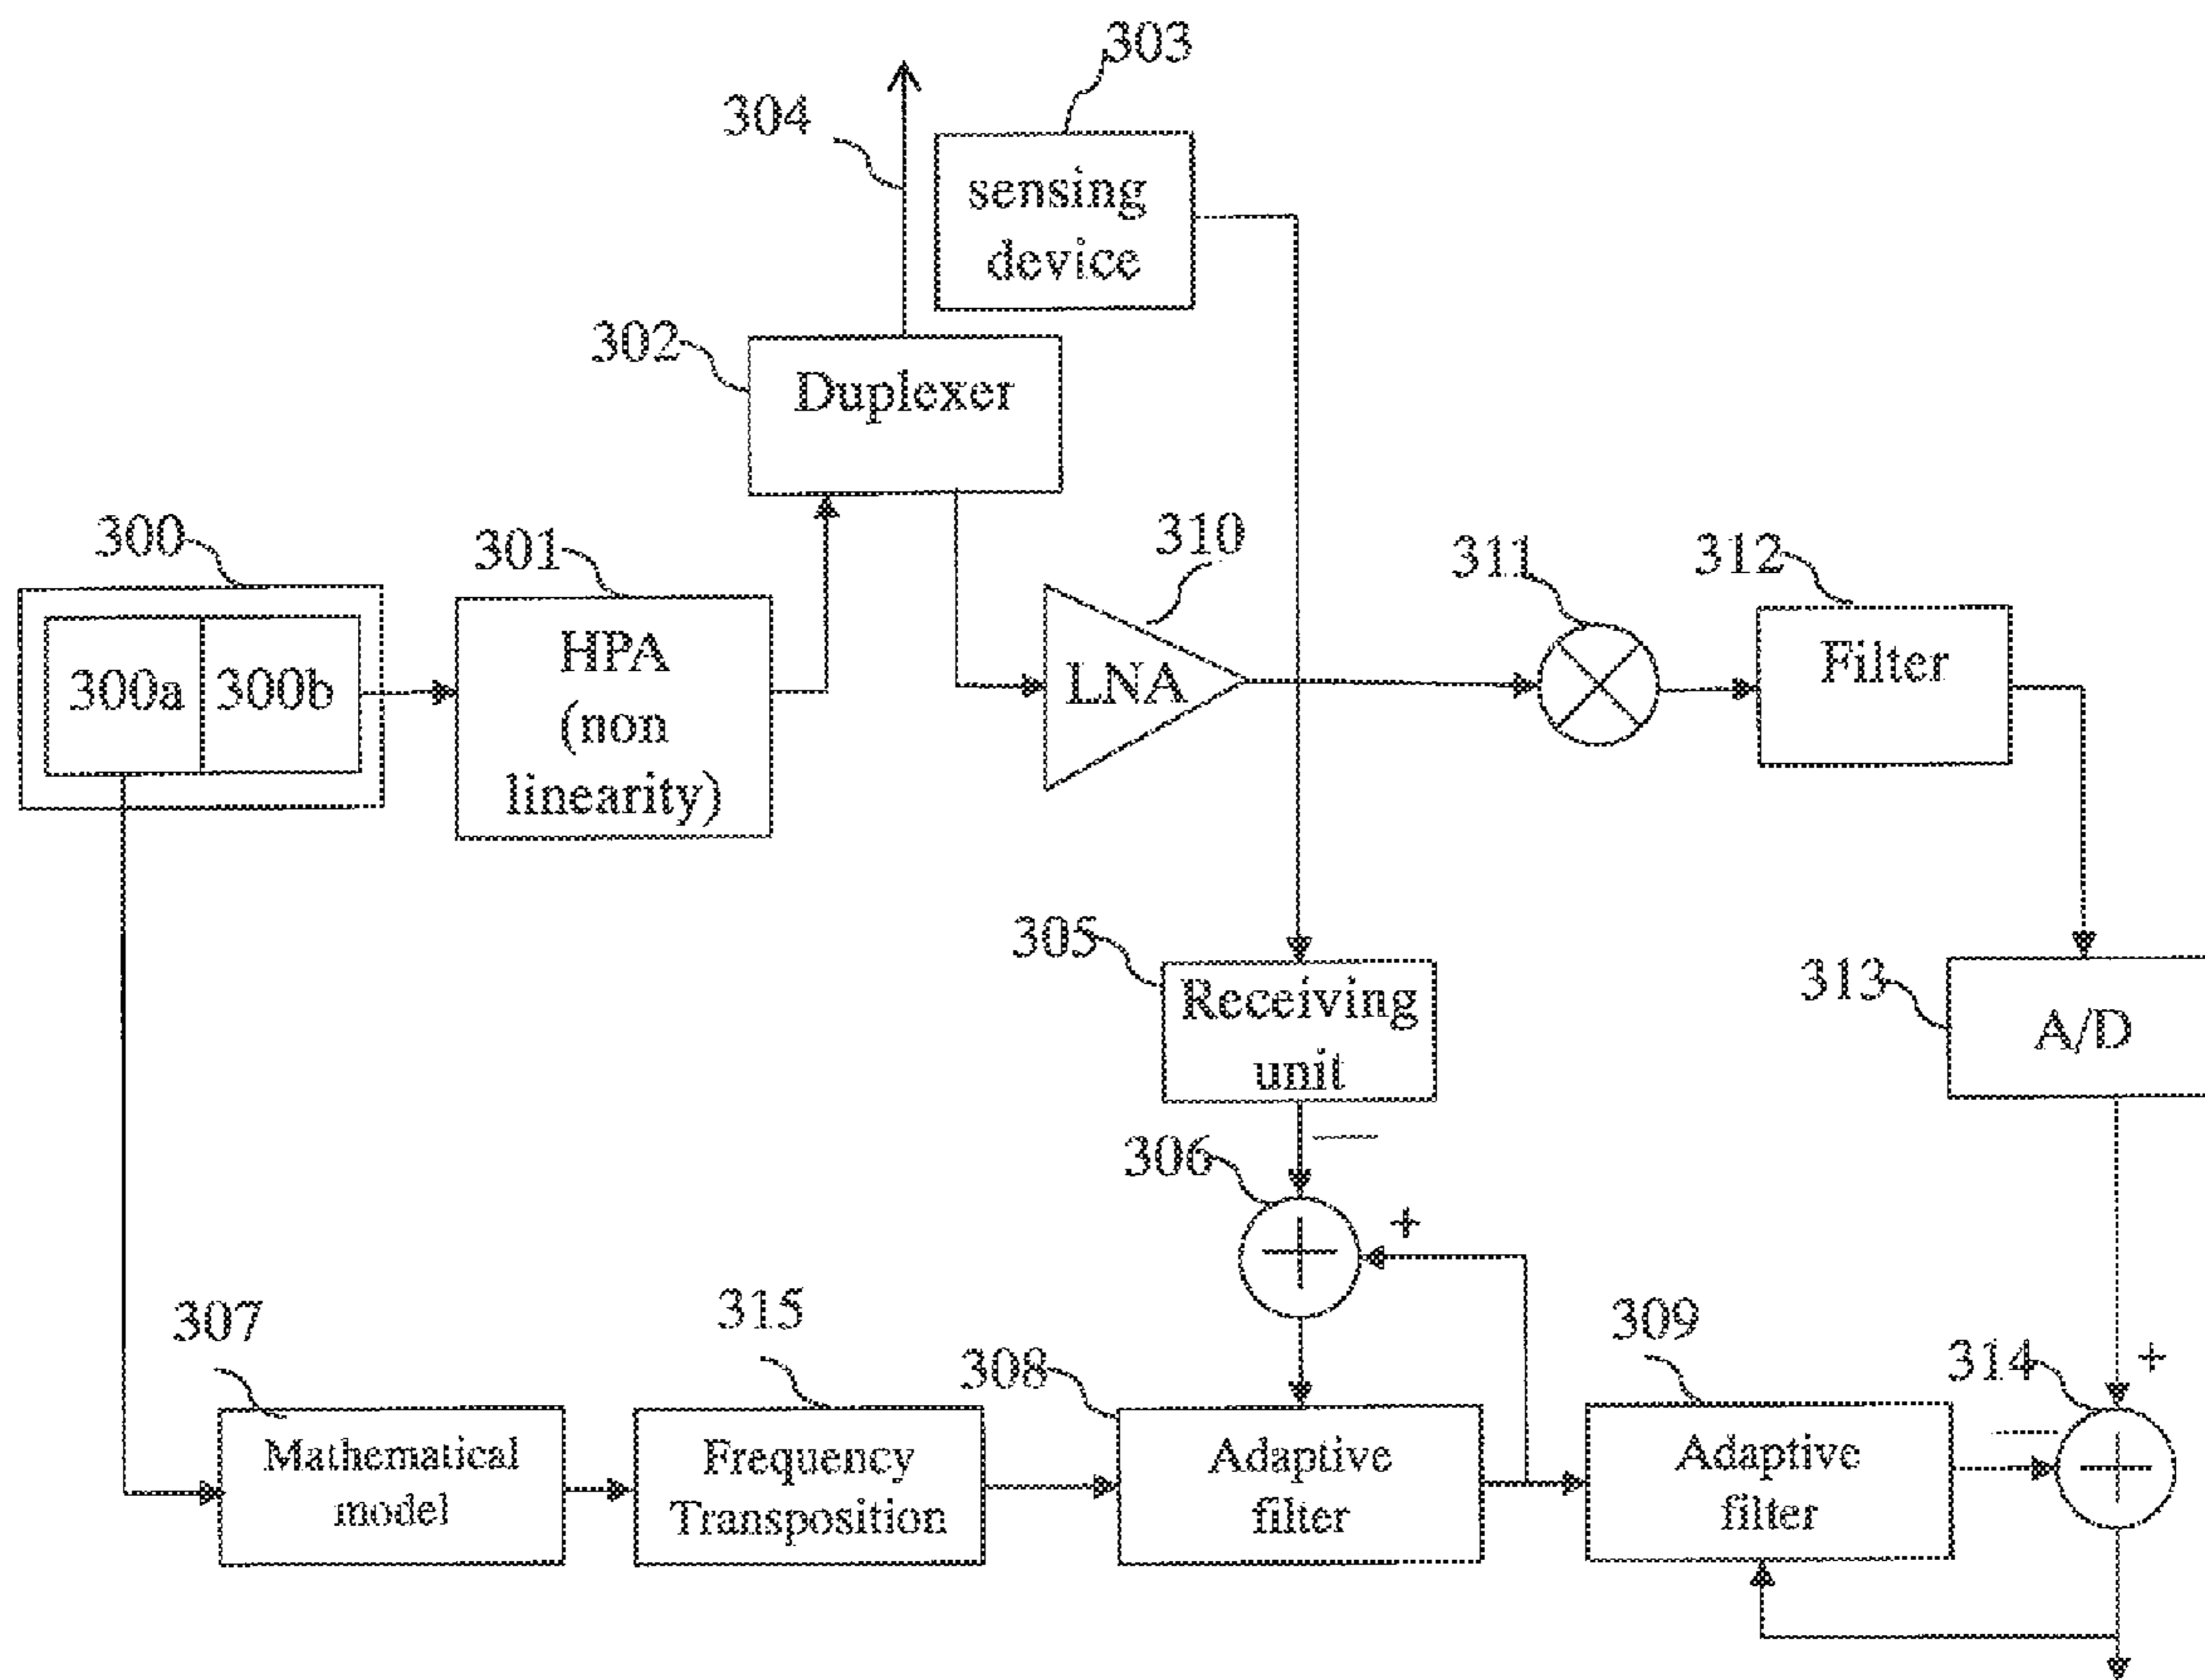 303
304
sensing
device
302
Duplexer
300
301
310
311
312
300a
300b
HPA
(non
linearity)
LNA
Filter
305
Receiving
unit
313
A/D
306
+
307
315
308
309
314
+
Mathematical
model
Frequency
Transposition
Adaptive
filter
Adaptive
filter